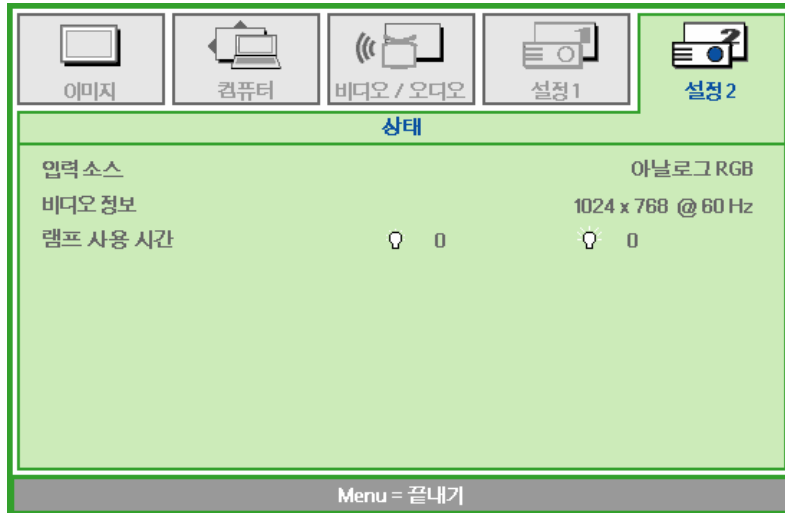 이미지 컴퓨터 비디오 / 오디오 설정 1 설정 2
상태
입력 소스 아날로그 RGB
비디오 정보 1024 x 768 @ 60 Hz
램프 사용 시간 0 0
Menu = 끝내기